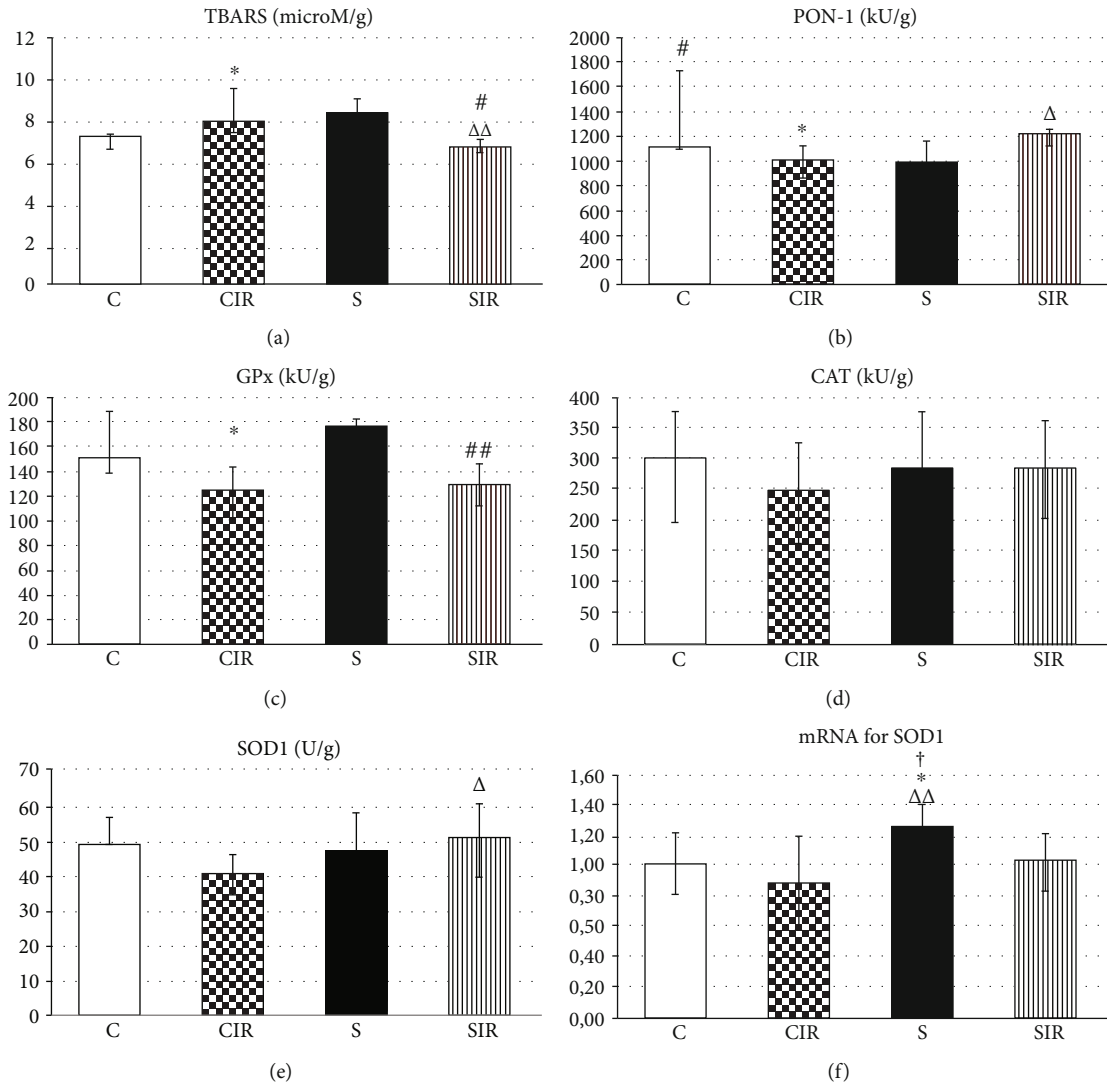 TBARS (microM/g)
12
10
8
6
4
2
0
*
#
ΔΔ
C CIR S SIR
(a)
PON-1 (kU/g)
2000
1800
1600
1400
1200
1000
800
600
400
200
0
#
*
Δ
C CIR S SIR
(b)
GPx (kU/g)
200
180
160
140
120
100
80
60
40
20
0
*
##
C CIR S SIR
(c)
CAT (kU/g)
400
350
300
250
300
200
150
100
50
0
C CIR S SIR
(d)
SOD1 (U/g)
70
60
50
40
30
20
10
0
Δ
C CIR S SIR
(e)
mRNA for SOD1
1,60
1,40
1,20
1,00
0,30
0,50
0,40
0,20
0,00
†
*
ΔΔ
C CIR S SIR
(f)